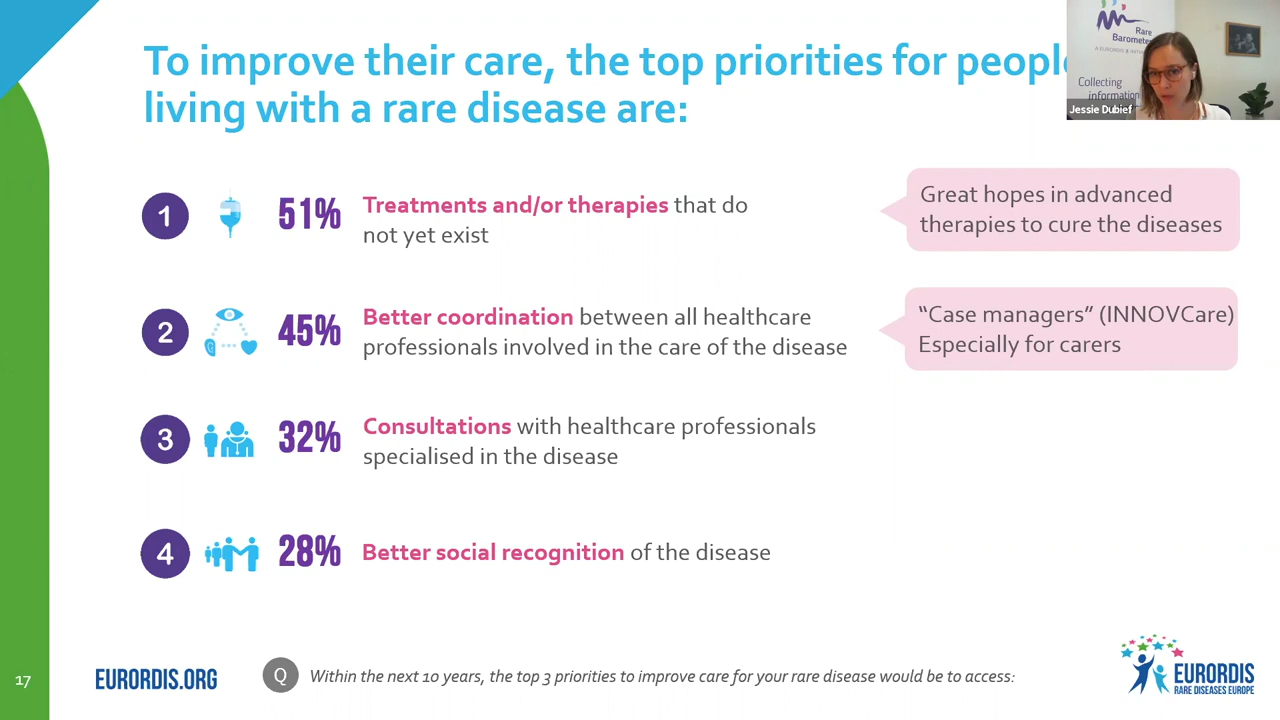 To improve their care, the top priorities for people
living with a rare disease are:
Rare
Barometer
A EURORDIS
Collecting
information
Jessie Dubief
1
51%
Treatments and/or therapies that do
not yet exist
Great hopes in advanced
therapies to cure the diseases
2
45%
Better coordination between all healthcare
professionals involved in the care of the disease
“Case managers” (INNOVCare)
Especially for carers
3
32%
Consultations with healthcare professionals
specialised in the disease
4
28%
Better social recognition of the disease
17
EURORDIS.ORG
Q
Within the next 10 years, the top 3 priorities to improve care for your rare disease would be to access:
EURORDIS
RARE DISEASES EUROPE